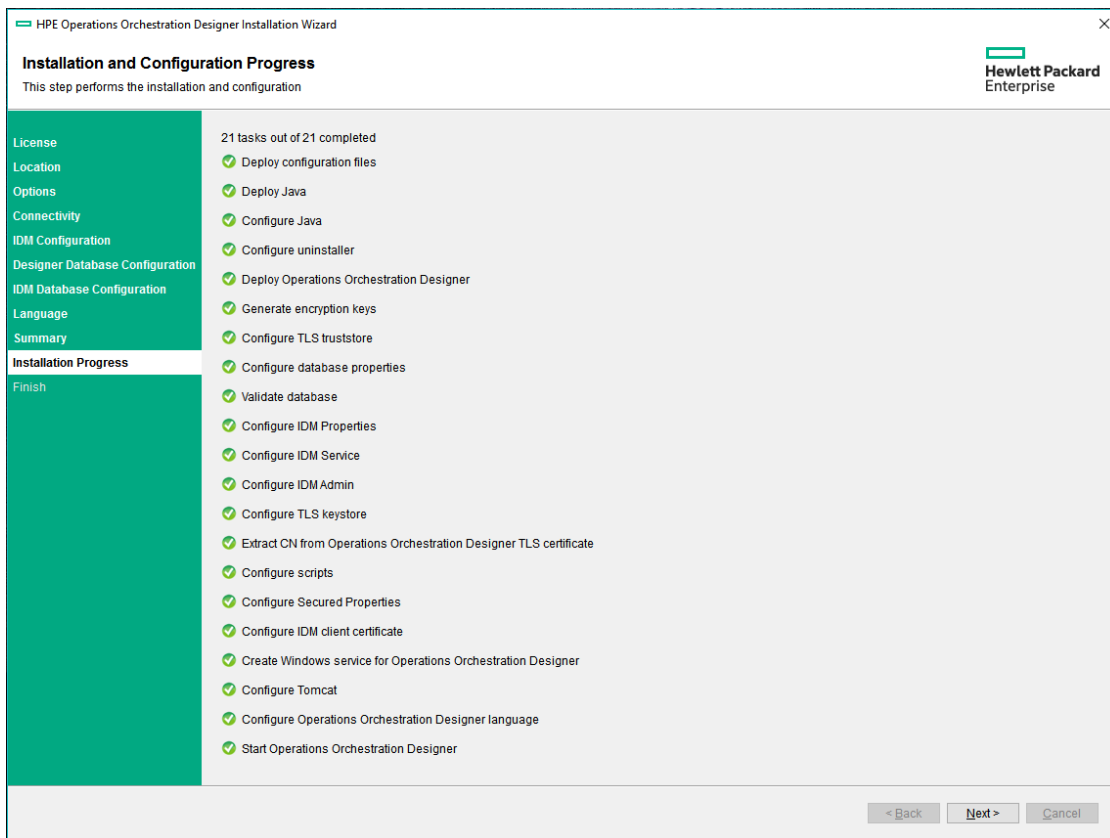 HPE Operations Orchestration Designer Installation Wizard
Installation and Configuration Progress
This step performs the installation and configuration
Hewlett Packard
Enterprise
License
Location
Options
Connectivity
IDM Configuration
Designer Database Configuration
IDM Database Configuration
Language
Summary
Installation Progress
Finish
21 tasks out of 21 completed
Deploy configuration files
Deploy Java
Configure Java
Configure uninstaller
Deploy Operations Orchestration Designer
Generate encryption keys
Configure TLS truststore
Configure database properties
Validate database
Configure IDM Properties
Configure IDM Service
Configure IDM Admin
Configure TLS keystore
Extract CN from Operations Orchestration Designer TLS certificate
Configure scripts
Configure Secured Properties
Configure IDM client certificate
Create Windows service for Operations Orchestration Designer
Configure Tomcat
Configure Operations Orchestration Designer language
Start Operations Orchestration Designer
< Back Next > Cancel